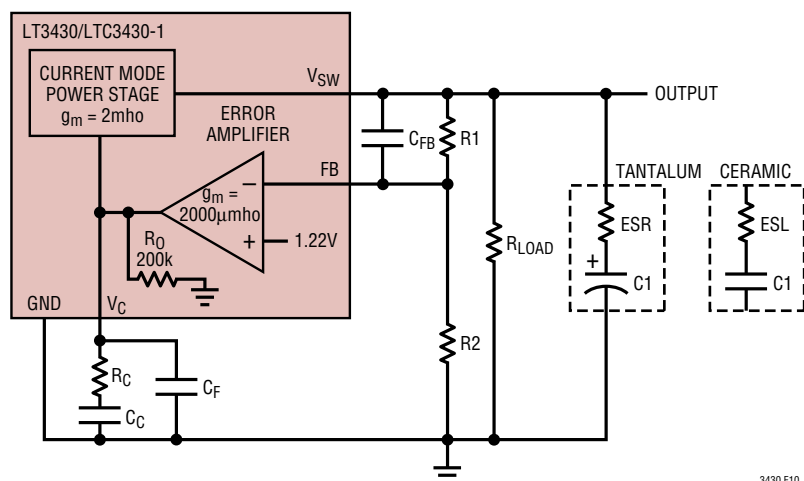 LT3430/LTC3430-1
CURRENT MODE
POWER STAGE
gm = 2mho
VSW
OUTPUT
ERROR
AMPLIFIER
CFB
R1
FB
TANTALUM
CERAMIC
gm =
2000µmho
–
+
1.22V
RO
200k
RLOAD
ESR
+
C1
ESL
C1
GND
VC
R2
RC
CC
CF
3430 F10